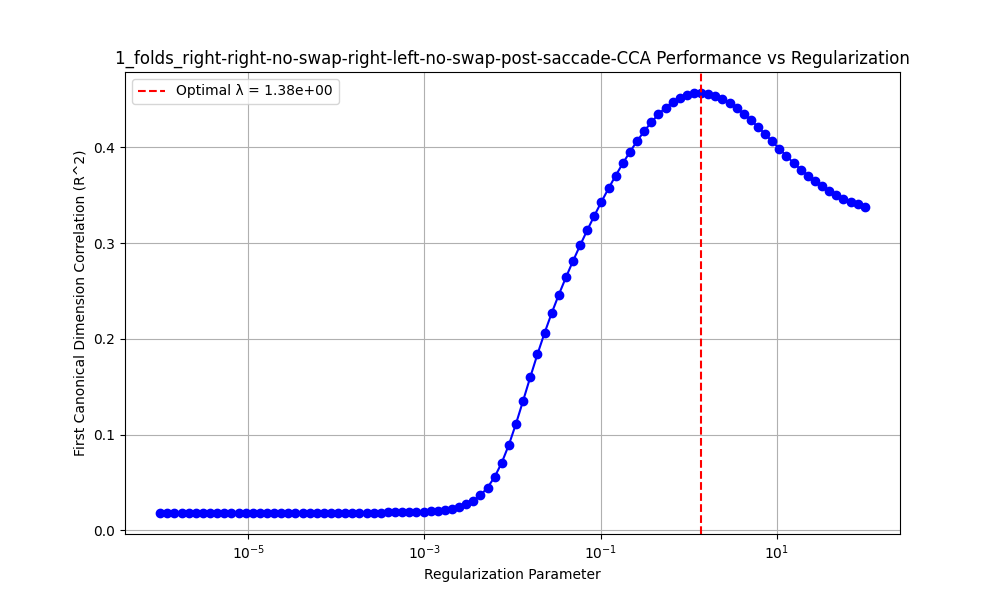 1_folds_right-right-no-swap-right-left-no-swap-post-saccade-CCA Performance vs Regularization
Optimal λ = 1.38e+00
First Canonical Dimension Correlation (R^2)
0.4
0.3
0.2
0.1
0.0
10^-5
10^-3
10^-1
10^1
Regularization Parameter